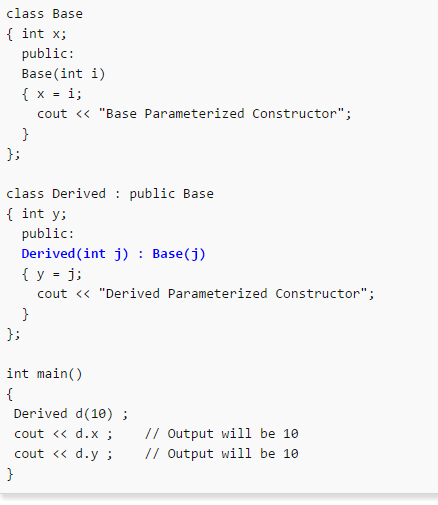 class Base
{ int x;
  public:
  Base(int i)
  { x = i;
    cout << "Base Parameterized Constructor";
  }
};

class Derived : public Base
{ int y;
  public:
  Derived(int j) : Base(j)
  { y = j;
    cout << "Derived Parameterized Constructor";
  }
};

int main()
{
 Derived d(10) ;
 cout << d.x ;    // Output will be 10
 cout << d.y ;    // Output will be 10
}